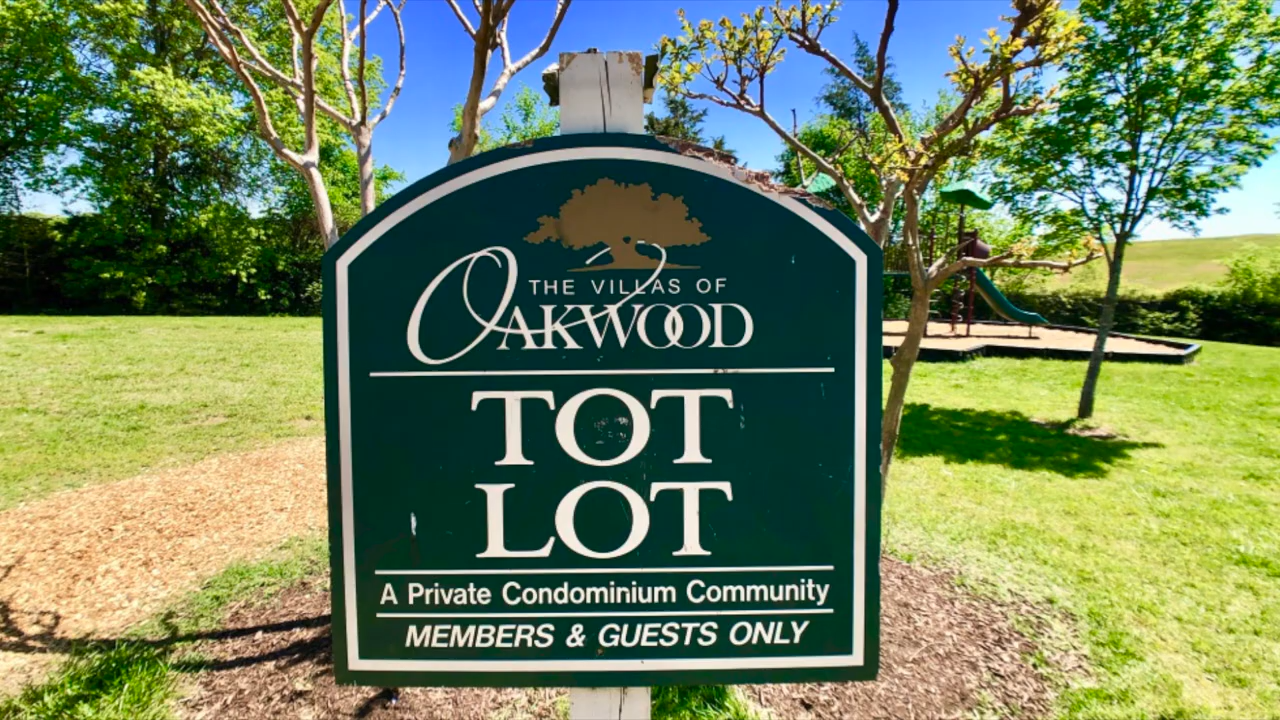 THE VILLAS OF
OAKWOOD
TOT
LOT
A Private Condominium Community
MEMBERS & GUESTS ONLY